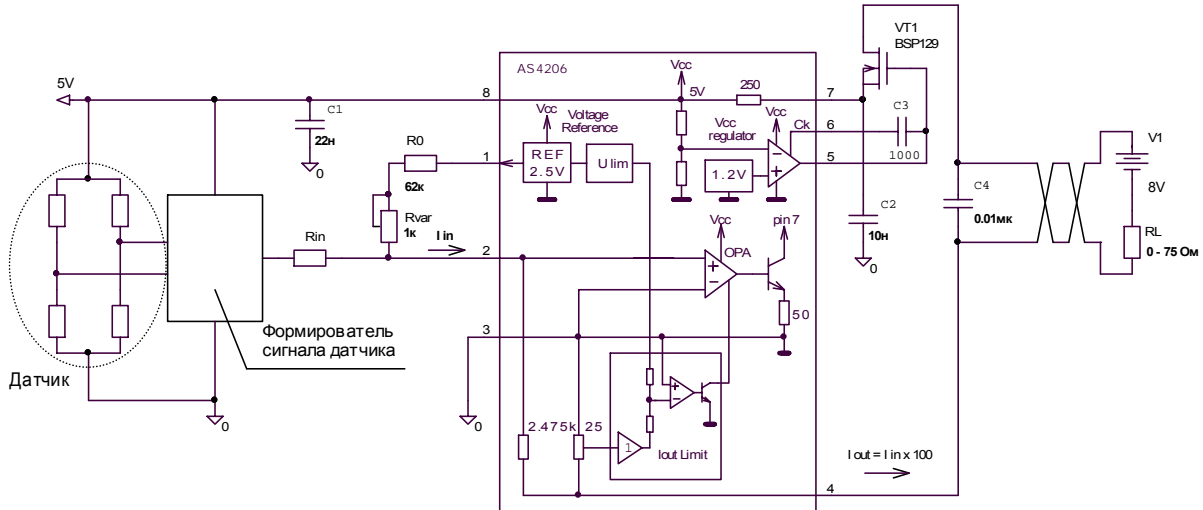 VT1
BSP129
AS4206
Vcc
250
5V
8
5V
7
C1
22н
0
Vcc
Voltage
Reference
Vcc
regulator
Vcc
Ck
6
C3
1000
V1
8V
R0
62к
1
REF
2.5V
U lim
1.2V
5
C4
0.01мк
C2
10н
0
RL
0 - 75 Ом
Rvar
1к
I in
Rin
2
Vcc
pin 7
OPA
50
3
0
Формирователь
сигнала датчика
Датчик
0
2.475k
25
1
Iout Limit
I out = I in x 100
4